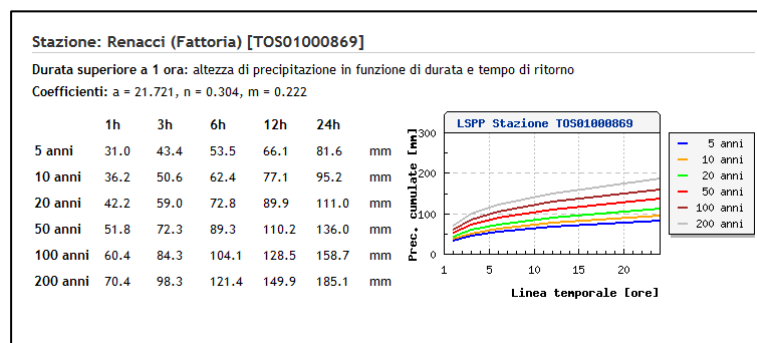 Stazione: Renacci (Fattoria) [TOS01000869]
Durata superiore a 1 ora: altezza di precipitazione in funzione di durata e tempo di ritorno
Coefficienti: a = 21.721, n = 0.304, m = 0.222
1h 3h 6h 12h 24h
5 anni 31.0 43.4 53.5 66.1 81.6 mm
10 anni 36.2 50.6 62.4 77.1 95.2 mm
20 anni 42.2 59.0 72.8 89.9 111.0 mm
50 anni 51.8 72.3 89.3 110.2 136.0 mm
100 anni 60.4 84.3 104.1 128.5 158.7 mm
200 anni 70.4 98.3 121.4 149.9 185.1 mm
LSPP Stazione TOS01000869
Prec. cumulate [mm]
300
200
100
0
1 5 10 15 20
Linea temporale [ore]
5 anni
10 anni
20 anni
50 anni
100 anni
200 anni